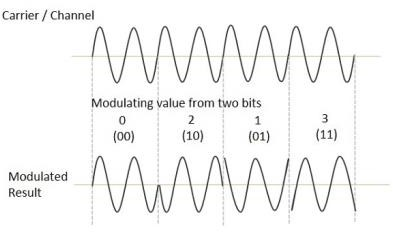 Carrier / Channel
Modulating value from two bits
0 2 1 3
(00) (10) (01) (11)
Modulated
Result